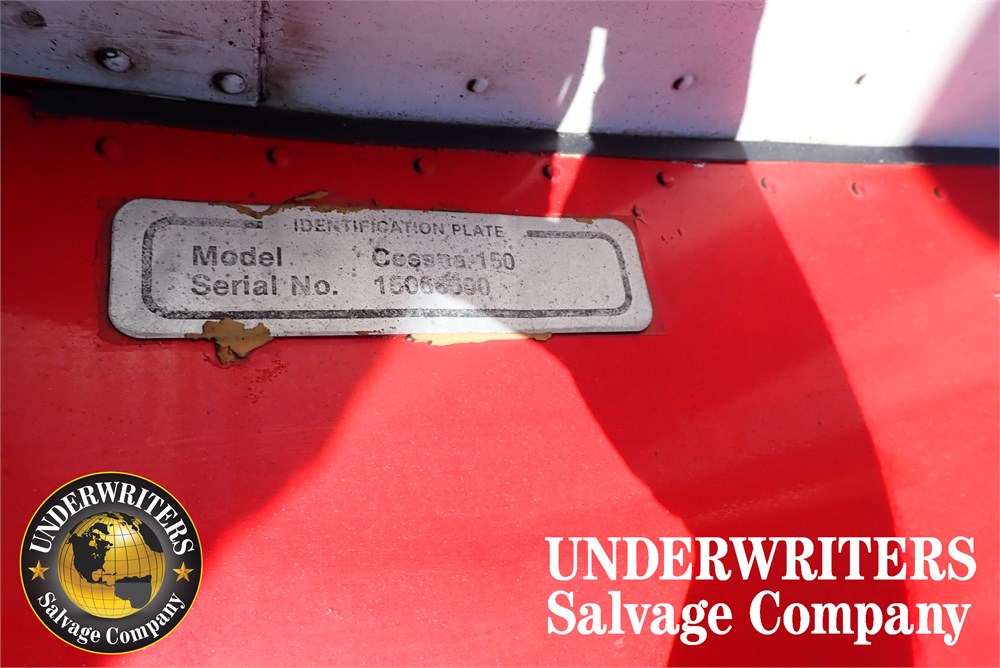 IDENTIFICATION PLATE
Model Cessna 150
Serial No.
UNDERWRITERS
Salvage Company
UNDERWRITERS
Salvage Company